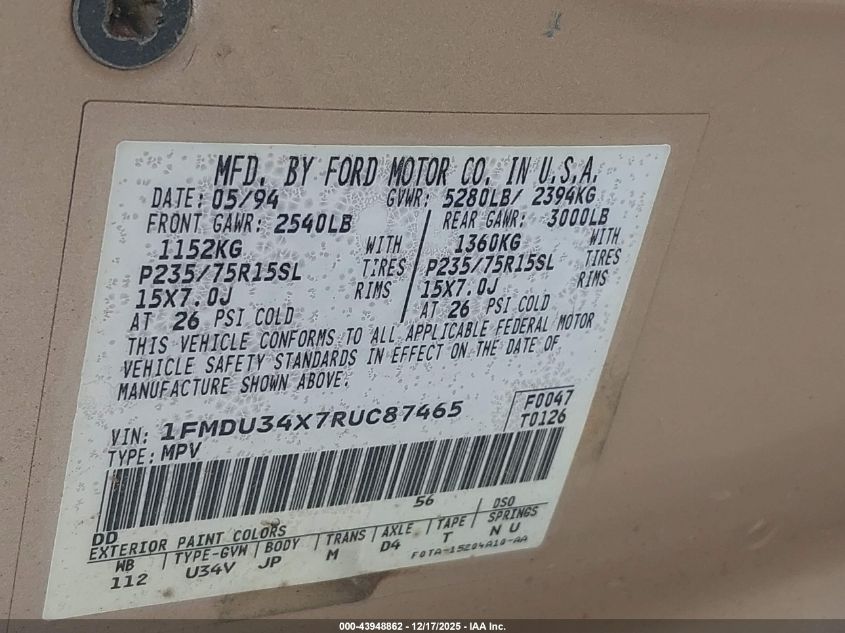 MFD. BY FORD MOTOR CO. IN U.S.A.
DATE: 05/94 GVWR: 5280LB/ 2394KG
FRONT GAWR: 2540LB REAR GAWR: 3000LB
1152KG WITH 1360KG WITH
P235/75R15SL TIRES P235/75R15SL TIRES
15X7.0J RIMS 15X7.0J RIMS
AT 26 PSI COLD AT 26 PSI COLD
THIS VEHICLE CONFORMS TO ALL APPLICABLE FEDERAL MOTOR
VEHICLE SAFETY STANDARDS IN EFFECT ON THE DATE OF
MANUFACTURE SHOWN ABOVE.
VIN: 1FMDU34X7RUC87465 F0047
TYPE: MPV T0126
56 DSO
DD
EXTERIOR PAINT COLORS
WB TYPE-GVW BODY TRANS AXLE TAPE SPRINGS
112 U34V JP M D4 T N U
F0TA-15204A10-AA
000-43948862 - 12/17/2025 - IAA Inc.